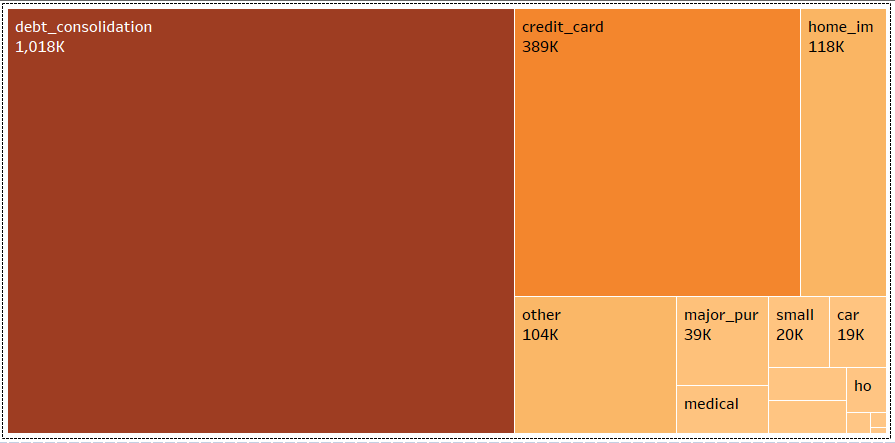 debt_consolidation
1,018K
credit_card
389K
home_im
118K
other
104K
major_pur
39K
small
20K
car
19K
medical
ho